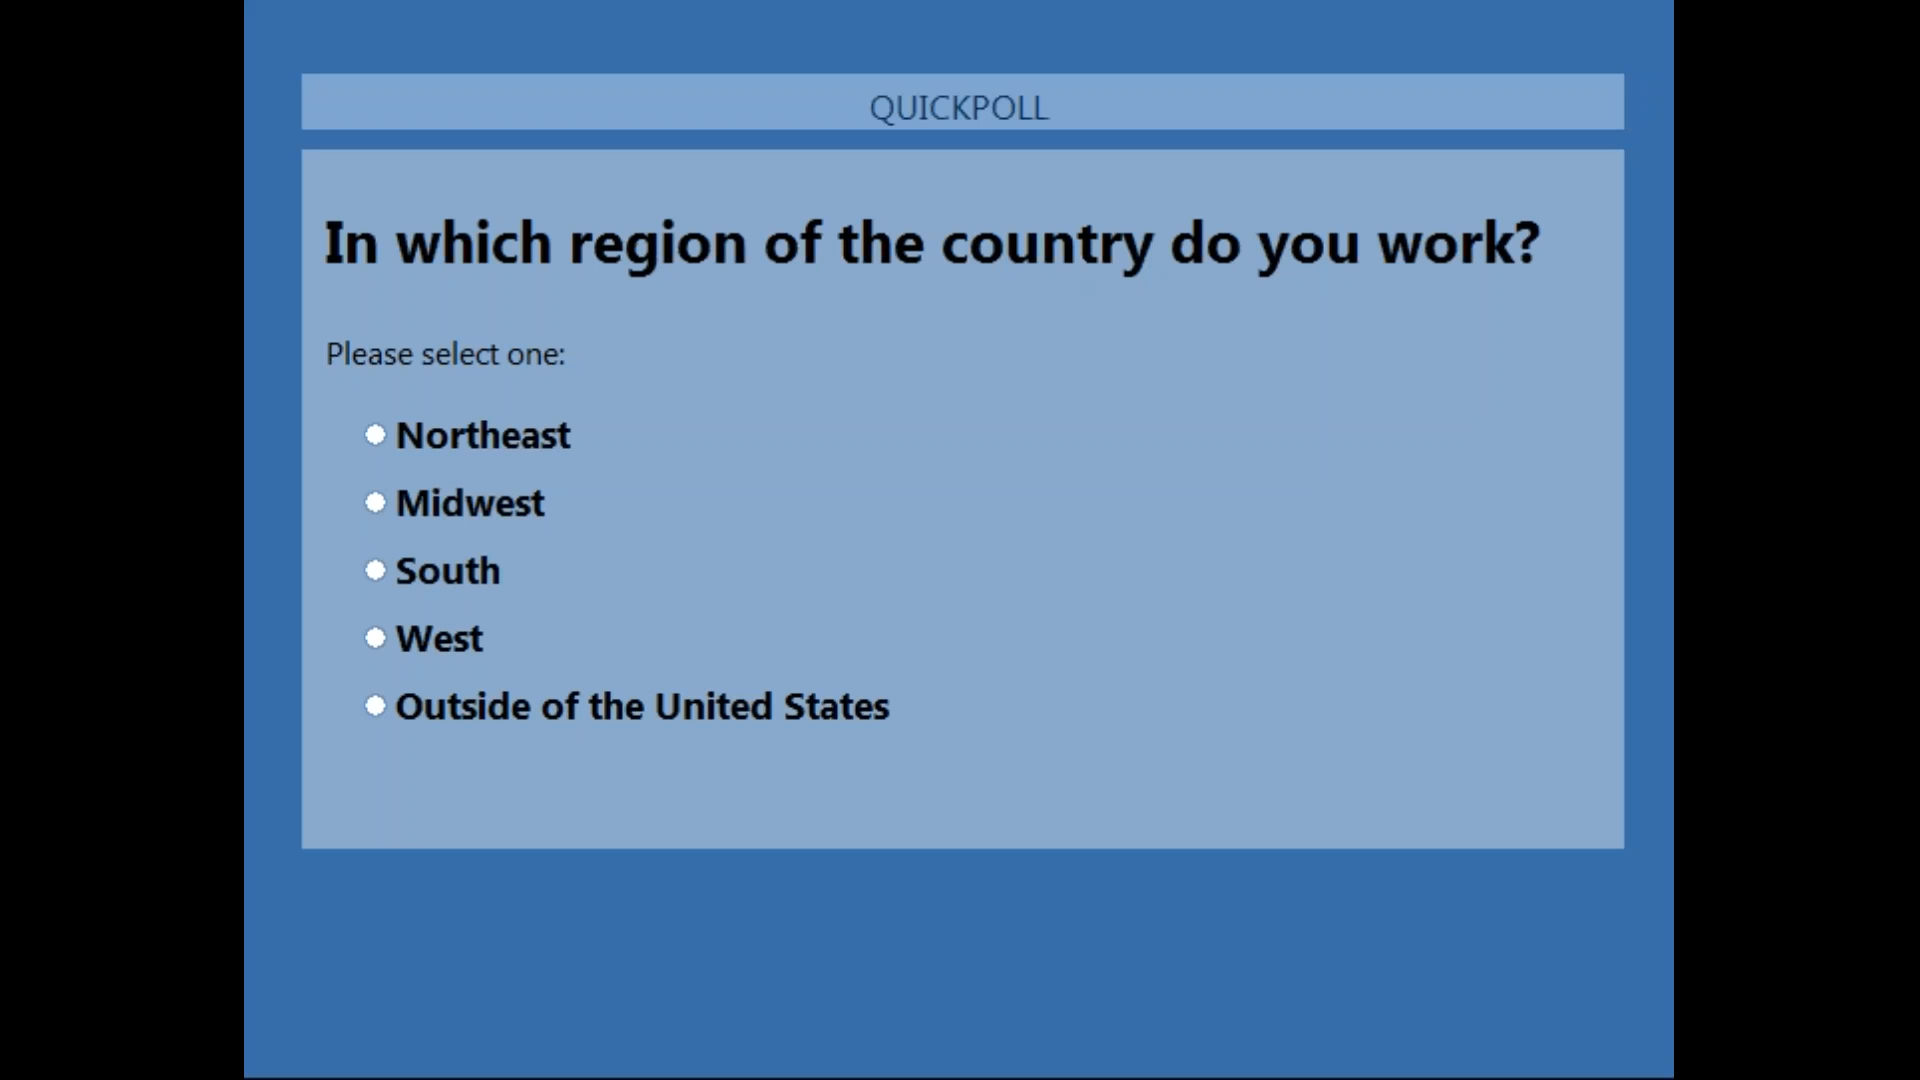 QUICKPOLL
In which region of the country do you work?
Please select one:
Northeast
Midwest
South
West
Outside of the United States